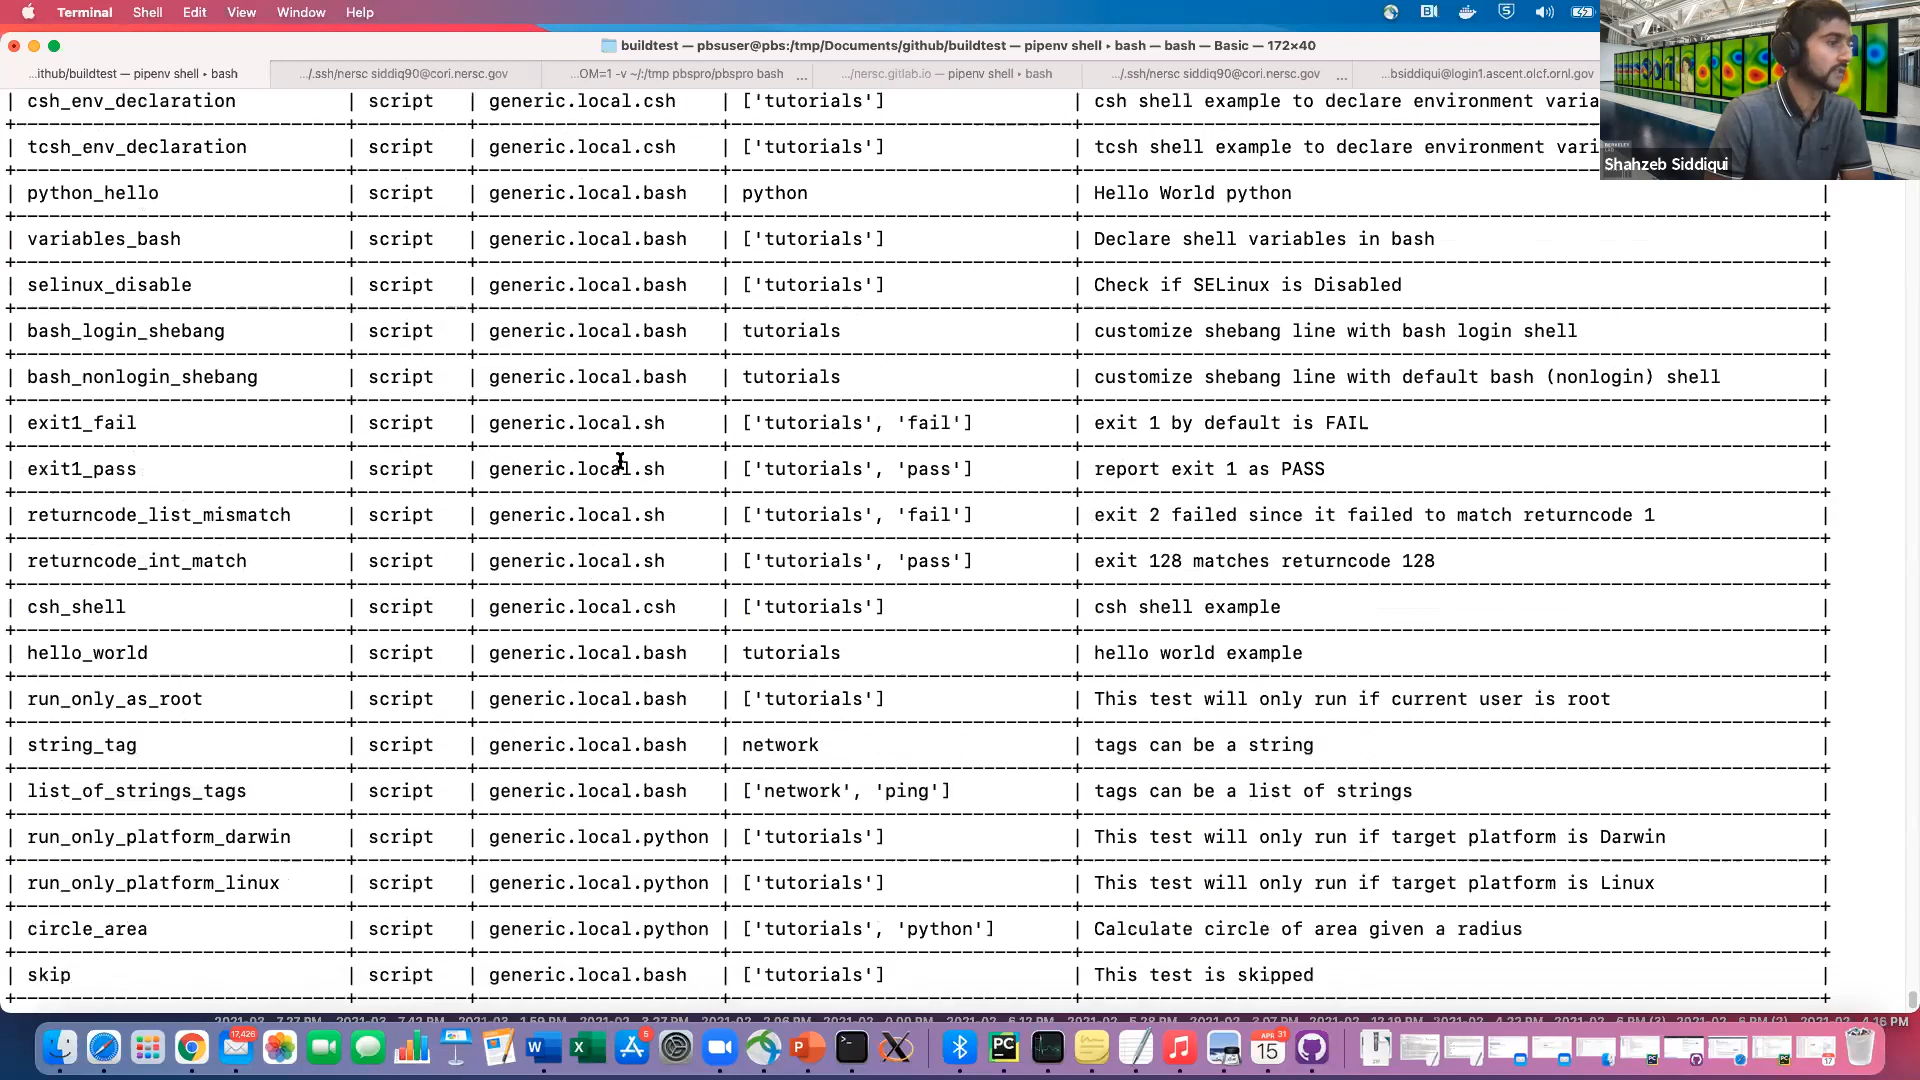 Terminal Shell Edit View Window Help
buildtest — pbsuser@pbs:/tmp/Documents/github/buildtest — pipenv shell ▸ bash — bash — Basic — 172×40
...ithub/buildtest — pipenv shell ▸ bash .../.ssh/nersc siddiq90@cori.nersc.gov ...OM=1 -v ~/:/tmp pbspro/pbspro bash ... .../nersc.gitlab.io — pipenv shell ▸ bash .../.ssh/nersc siddiq90@cori.nersc.gov ... ...bsiddiqui@login1.ascent.olcf.ornl.gov
| csh_env_declaration | script | generic.local.csh | ['tutorials'] | csh shell example to declare environment varia
| tcsh_env_declaration | script | generic.local.csh | ['tutorials'] | tcsh shell example to declare environment vari
Shahzeb Siddiqui
| python_hello | script | generic.local.bash | python | Hello World python |
| variables_bash | script | generic.local.bash | ['tutorials'] | Declare shell variables in bash |
| selinux_disable | script | generic.local.bash | ['tutorials'] | Check if SELinux is Disabled |
| bash_login_shebang | script | generic.local.bash | tutorials | customize shebang line with bash login shell |
| bash_nonlogin_shebang | script | generic.local.bash | tutorials | customize shebang line with default bash (nonlogin) shell |
| exit1_fail | script | generic.local.sh | ['tutorials', 'fail'] | exit 1 by default is FAIL |
| exit1_pass | script | generic.local.sh | ['tutorials', 'pass'] | report exit 1 as PASS |
| returncode_list_mismatch | script | generic.local.sh | ['tutorials', 'fail'] | exit 2 failed since it failed to match returncode 1 |
| returncode_int_match | script | generic.local.sh | ['tutorials', 'pass'] | exit 128 matches returncode 128 |
| csh_shell | script | generic.local.csh | ['tutorials'] | csh shell example |
| hello_world | script | generic.local.bash | tutorials | hello world example |
| run_only_as_root | script | generic.local.bash | ['tutorials'] | This test will only run if current user is root |
| string_tag | script | generic.local.bash | network | tags can be a string |
| list_of_strings_tags | script | generic.local.bash | ['network', 'ping'] | tags can be a list of strings |
| run_only_platform_darwin | script | generic.local.python | ['tutorials'] | This test will only run if target platform is Darwin |
| run_only_platform_linux | script | generic.local.python | ['tutorials'] | This test will only run if target platform is Linux |
| circle_area | script | generic.local.python | ['tutorials', 'python'] | Calculate circle of area given a radius |
| skip | script | generic.local.bash | ['tutorials'] | This test is skipped |
17,426
5
APR
15
PC